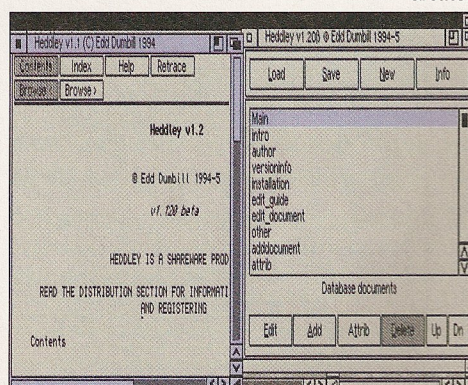 Heddley v1.1 (C) Edd Dumbill 1994
Contents Index Help Retrace
Browse < Browse >
Heddley v1.2
© Edd Dumbill 1994-5
v1.120 beta
HEDDLEY IS A SHAREWARE PROD
READ THE DISTRIBUTION SECTION FOR INFORMATI
AND REGISTERING
Contents
Heddley v1.20β © Edd Dumbill 1994-5
Load Save New Info
Main
intro
author
versioninfo
installation
edit_guide
edit_document
other
adddocument
attrib
Database documents
Edit Add Attrib Delete Up Dn